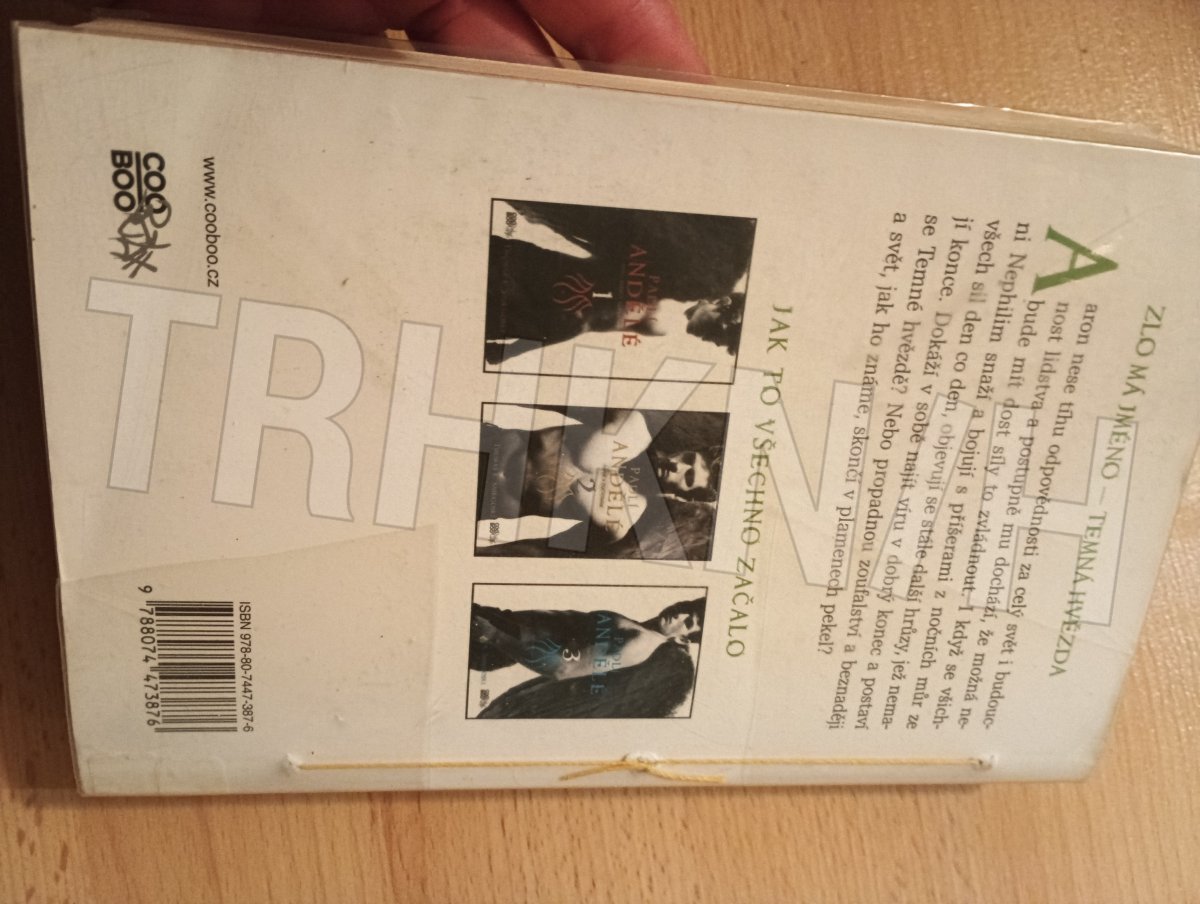 ZLO MÁ JMÉNO – TEMNÁ HVĚZDA
Aaron nese tíhu odpovědnosti za celý svět i budouc-
nost lidstva a postupně mu dochází, že možná ne-
bude mít dost síly to zvládnout. I když se všich-
ni Nephilim snaží a bojují s příšerami z nočních můr ze
všech sil den co den, objevují se stále další hrůzy, jež nema-
jí konce. Dokáží v sobě najít víru v dobrý konec a postaví
se Temné hvězdě? Nebo propadnou zoufalství a beznaději
a svět, jak ho známe, skončí v plamenech pekel?
JAK TO VŠECHNO ZAČALO
PADLÍ
ANDĚLÉ
1
PADLÍ
ANDĚLÉ
2
PADLÍ
ANDĚLÉ
3
COO
BOO
www.cooboo.cz
ISBN 978-80-7447-387-6
9 788074 473876
TRHKNIH